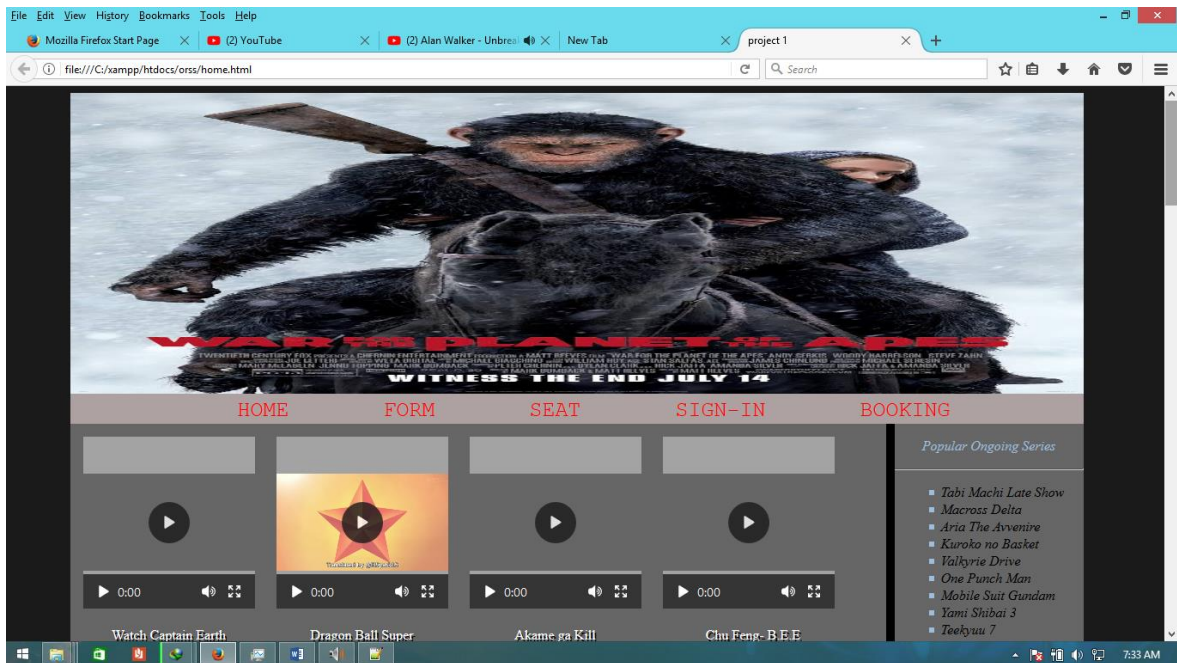 File Edit View History Bookmarks Tools Help
Mozilla Firefox Start Page (2) YouTube (2) Alan Walker - Unbreal New Tab project 1
file:///C:/xampp/htdocs/orss/home.html Search
WAR FOR THE PLANET OF THE APES
WITNESS THE END JULY 14
HOME FORM SEAT SIGN-IN BOOKING
Popular Ongoing Series
Tabi Machi Late Show
Macross Delta
Aria The Avvenire
Kuroko no Basket
Valkyrie Drive
One Punch Man
Mobile Suit Gundam
Yami Shibai 3
Teekyuu 7
0:00 0:00 0:00 0:00
Watch Captain Earth Dragon Ball Super Akame ga Kill Chu Feng- B.E.E
7:33 AM